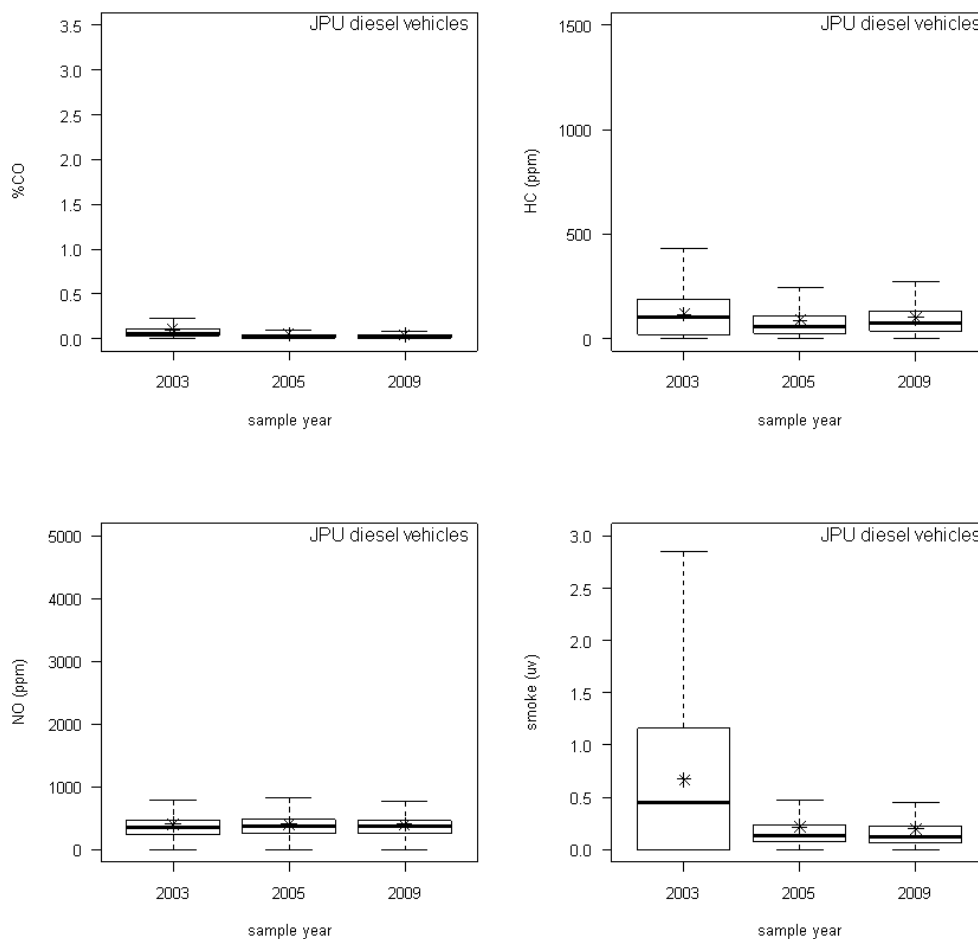 JPU diesel vehicles
3.5
3.0
2.5
2.0
1.5
1.0
0.5
0.0
%CO
2003 2005 2009
sample year
JPU diesel vehicles
1500
1000
500
0
HC (ppm)
2003 2005 2009
sample year
JPU diesel vehicles
5000
4000
3000
2000
1000
0
NO (ppm)
2003 2005 2009
sample year
JPU diesel vehicles
3.0
2.5
2.0
1.5
1.0
0.5
0.0
smoke (uv)
2003 2005 2009
sample year